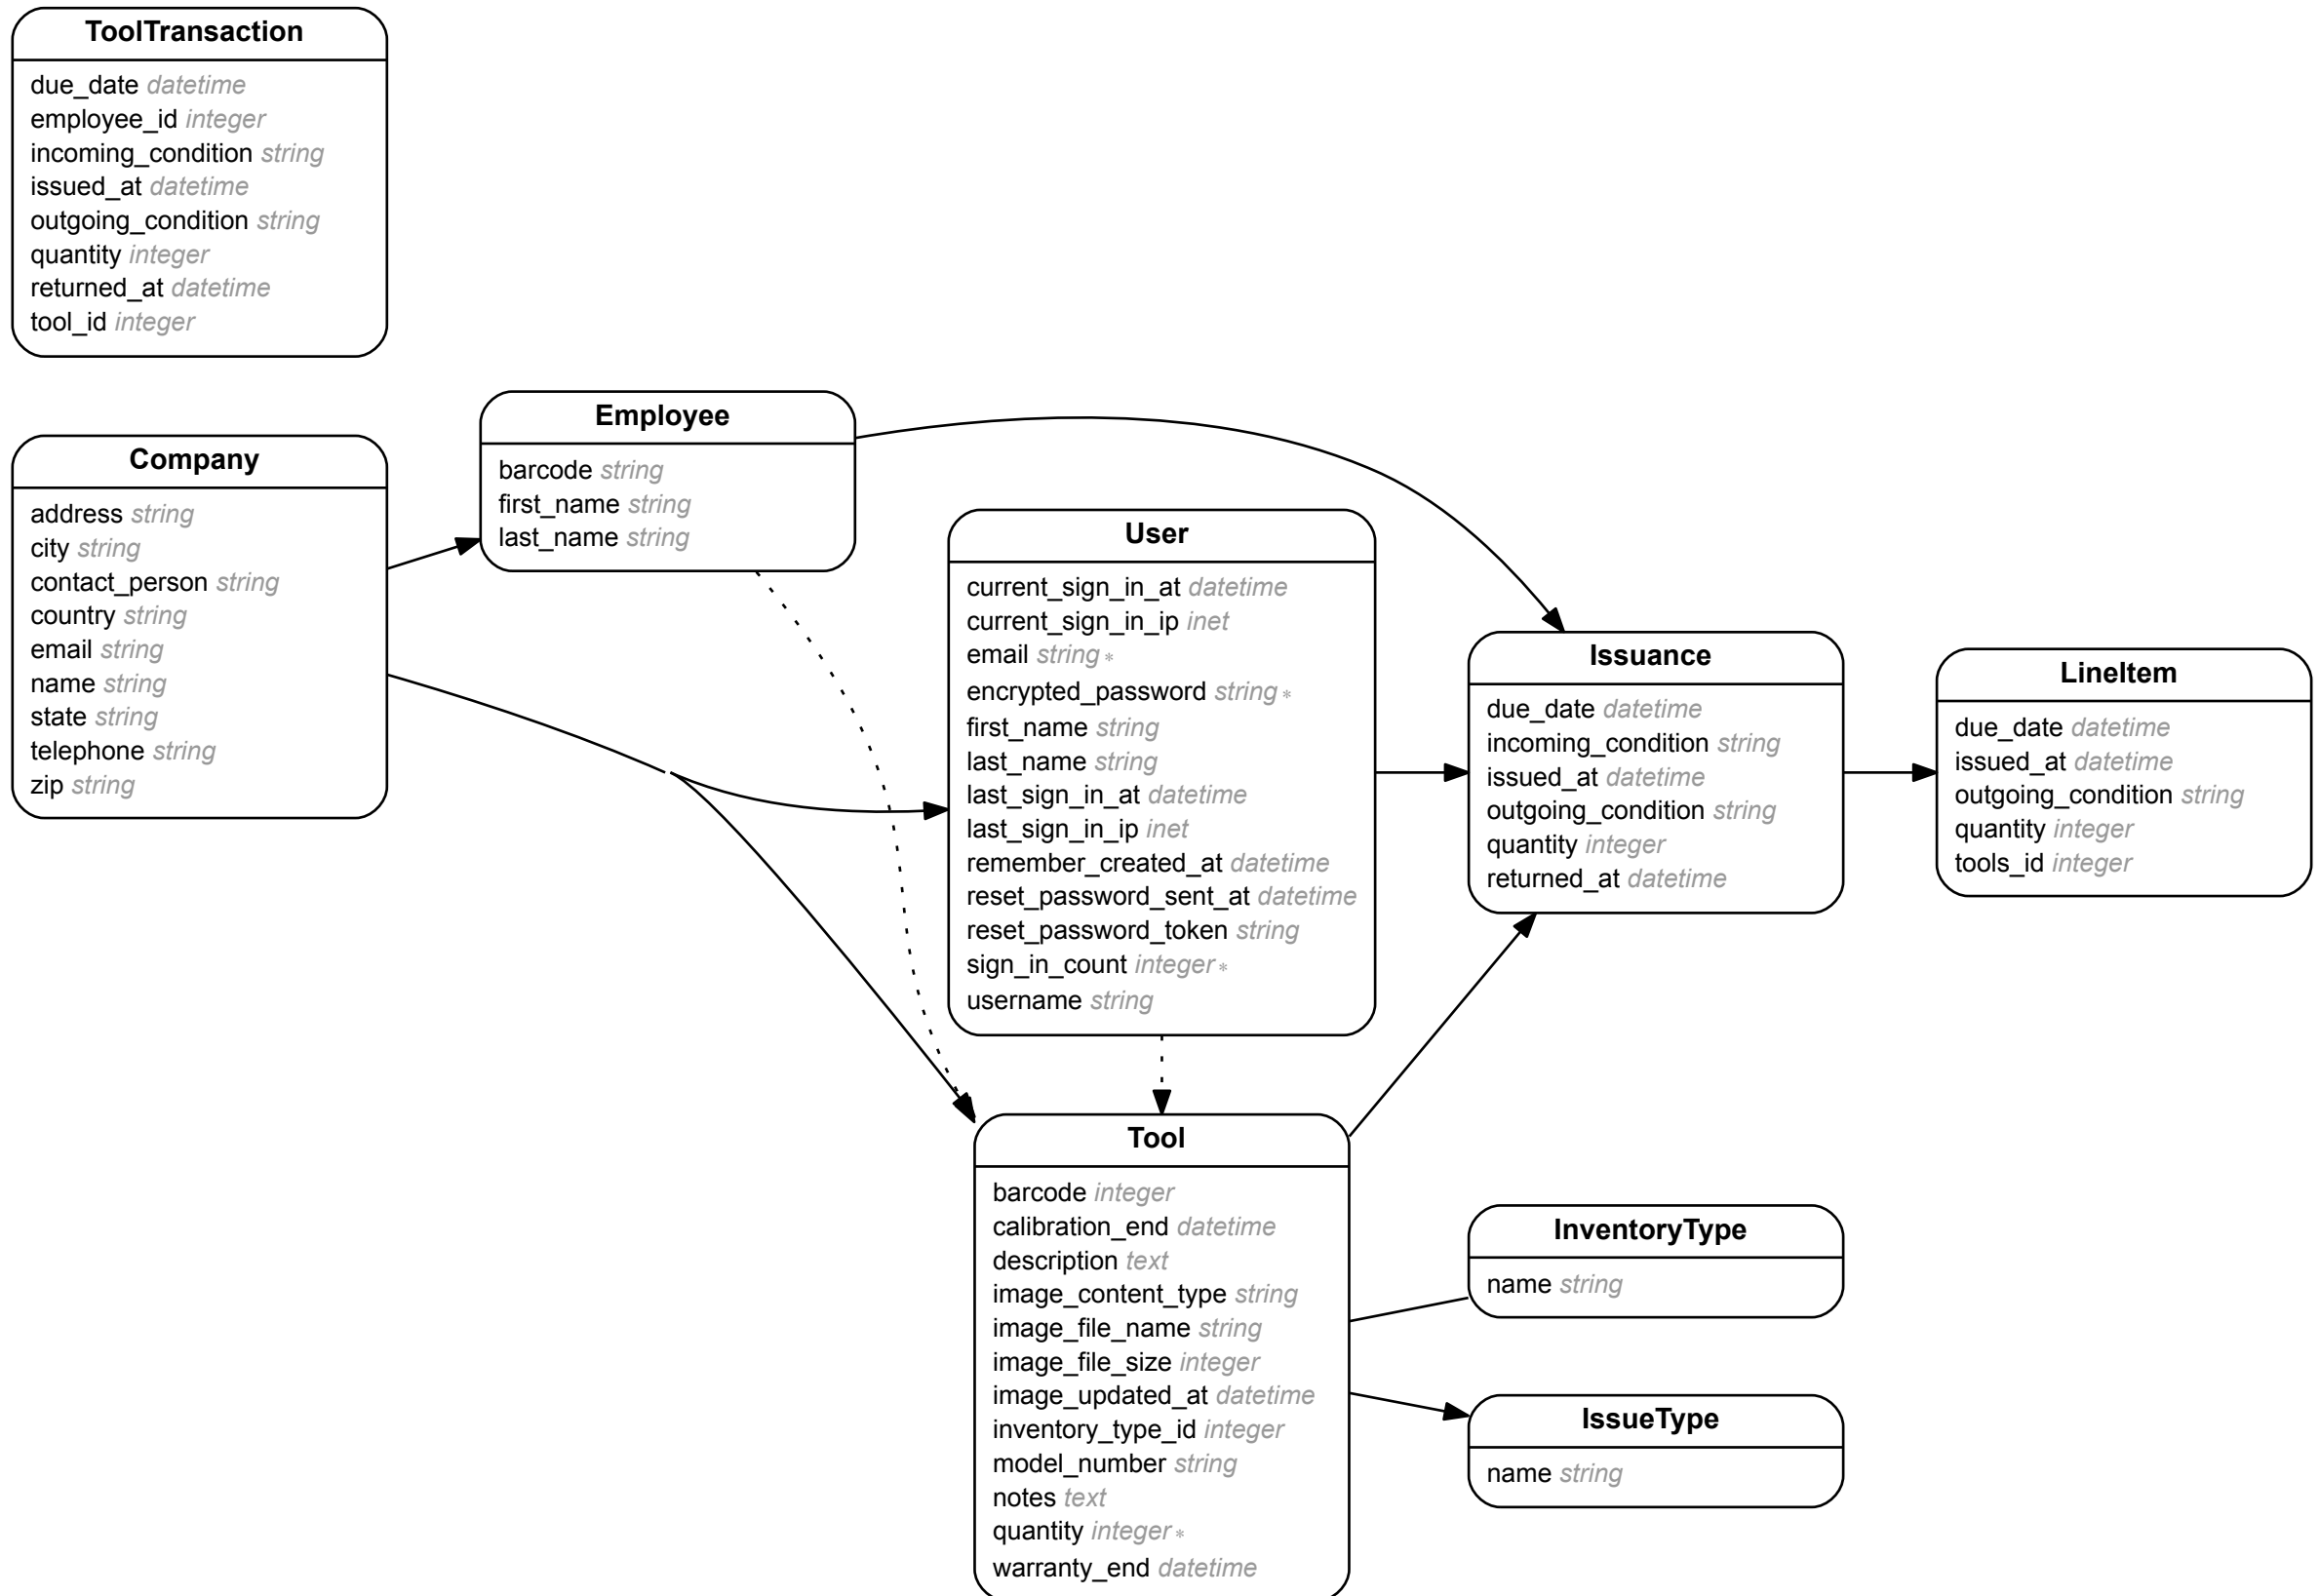 ToolTransaction
due_date datetime
employee_id integer
incoming_condition string
issued_at datetime
outgoing_condition string
quantity integer
returned_at datetime
tool_id integer
Company
address string
city string
contact_person string
country string
email string
name string
state string
telephone string
zip string
Employee
barcode string
first_name string
last_name string
User
current_sign_in_at datetime
current_sign_in_ip inet
email string *
encrypted_password string *
first_name string
last_name string
last_sign_in_at datetime
last_sign_in_ip inet
remember_created_at datetime
reset_password_sent_at datetime
reset_password_token string
sign_in_count integer *
username string
Issuance
due_date datetime
incoming_condition string
issued_at datetime
outgoing_condition string
quantity integer
returned_at datetime
LineItem
due_date datetime
issued_at datetime
outgoing_condition string
quantity integer
tools_id integer
Tool
barcode integer
calibration_end datetime
description text
image_content_type string
image_file_name string
image_file_size integer
image_updated_at datetime
inventory_type_id integer
model_number string
notes text
quantity integer *
warranty_end datetime
InventoryType
name string
IssueType
name string